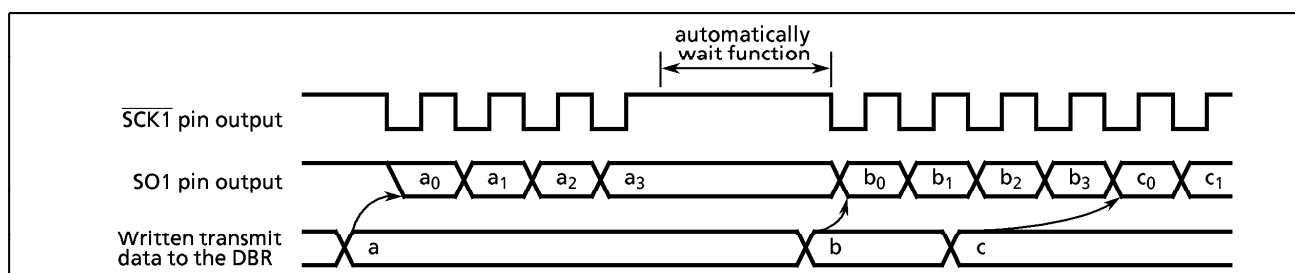 automatically
wait function
SCK1 pin output
SO1 pin output
a0 a1 a2 a3 b0 b1 b2 b3 c0 c1
Written transmit
data to the DBR
a b c